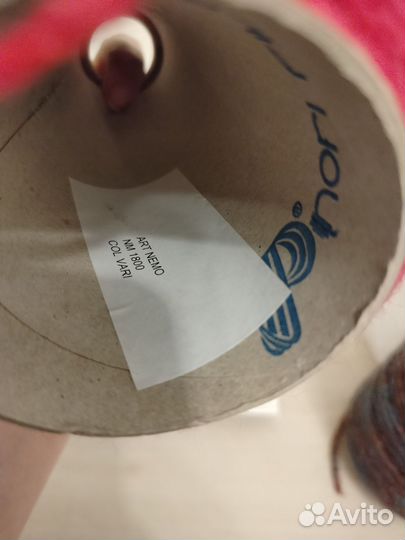 ART NEMO
NM 1800
COL VARI
Avito